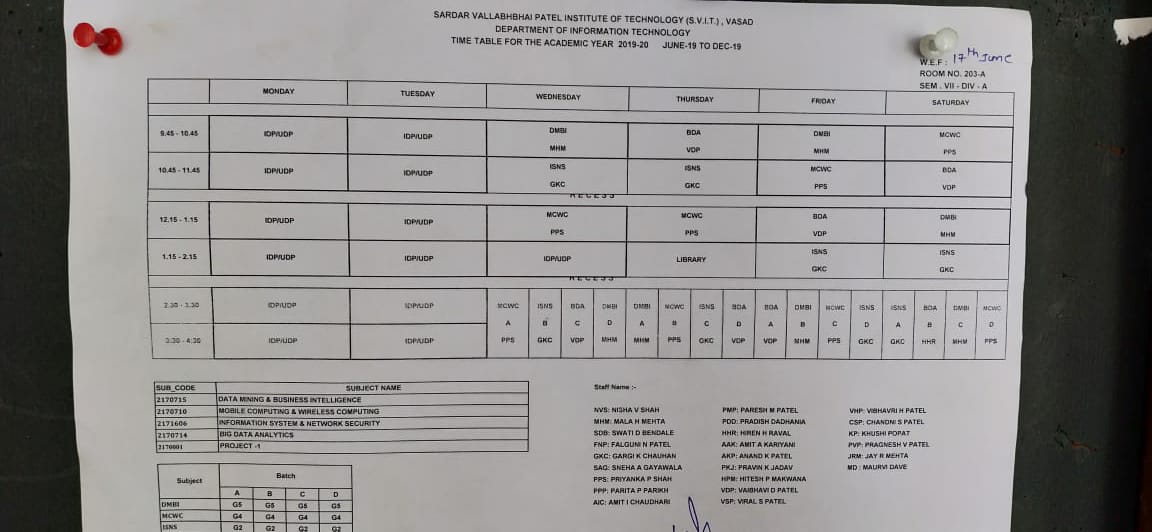 SARDAR VALLABHBHAI PATEL INSTITUTE OF TECHNOLOGY (S.V.I.T.) , VASAD
DEPARTMENT OF INFORMATION TECHNOLOGY
TIME TABLE FOR THE ACADEMIC YEAR 2019-20 JUNE-19 TO DEC-19
W.E.F : 17th June
ROOM NO. 203-A
SEM . VII - DIV - A
MONDAY TUESDAY WEDNESDAY THURSDAY FRIDAY SATURDAY
9.45 - 10.45 IDP/UDP IDP/UDP DMBI BDA DMBI MCWC
MHM VDP MHM PPS
10.45 - 11.45 IDP/UDP IDP/UDP ISNS ISNS MCWC BDA
GKC GKC PPS VDP
RECESS
12.15 - 1.15 IDP/UDP IDP/UDP MCWC MCWC BDA DMBI
PPS PPS VDP MHM
1.15 - 2.15 IDP/UDP IDP/UDP IDP/UDP LIBRARY ISNS ISNS
GKC GKC
RECESS
2.30 - 3.30 IDP/UDP IDP/UDP MCWC ISNS BDA DMBI DMBI MCWC ISNS BDA BDA DMBI MCWC ISNS ISNS BDA DMBI MCWC
A B C D A B C D A B C D A B C D
3:30 - 4:30 IDP/UDP IDP/UDP PPS GKC VDP MHM MHM PPS GKC VDP VDP MHM PPS GKC GKC HHR MHM PPS
SUB_CODE SUBJECT NAME
2170715 DATA MINING & BUSINESS INTELLIGENCE
2170710 MOBILE COMPUTING & WIRELESS COMPUTING
2171606 INFORMATION SYSTEM & NETWORK SECURITY
2170714 BIG DATA ANALYTICS
2170001 PROJECT -1
Subject Batch
A B C D
DMBI G5 G5 G5 G5
MCWC G4 G4 G4 G4
ISNS G2 G2 G2 G2
Staff Name :-
NVS: NISHA V SHAH PMP: PARESH M PATEL VHP: VIBHAVRI H PATEL
MHM: MALA H MEHTA PDD: PRADISH DADHANIA CSP: CHANDNI S PATEL
SDB: SWATI D BENDALE HHR: HIREN H RAVAL KP: KHUSHI POPAT
FNP: FALGUNI N PATEL AAK: AMIT A KARIYANI PVP: PRAGNESH V PATEL
GKC: GARGI K CHAUHAN AKP: ANAND K PATEL JRM: JAY R MEHTA
SAG: SNEHA A GAYAWALA PKJ: PRAVIN K JADAV MD : MAURVI DAVE
PPS: PRIYANKA P SHAH HPM: HITESH P MAKWANA
PPP: PARITA P PARIKH VDP: VAIBHAVI D PATEL
AIC: AMIT I CHAUDHARI VSP: VIRAL S PATEL